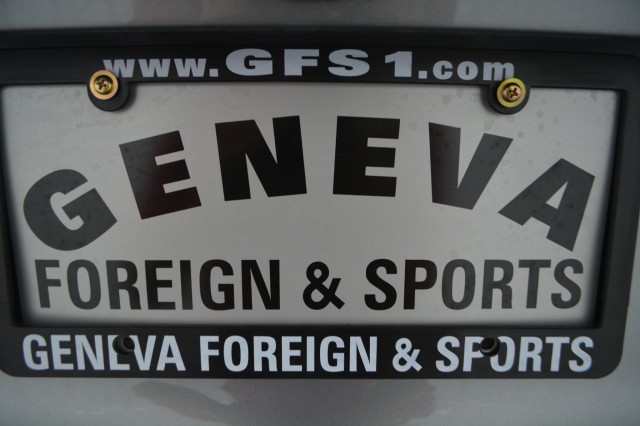 www.GFS1.com
GENEVA
FOREIGN & SPORTS
GENEVA FOREIGN & SPORTS